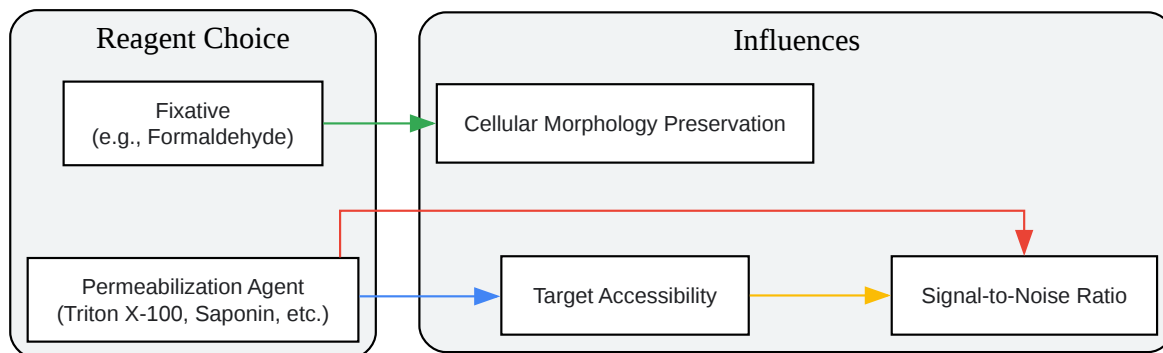 Reagent Choice
Influences
Fixative
(e.g., Formaldehyde)
Cellular Morphology Preservation
Permeabilization Agent
(Triton X-100, Saponin, etc.)
Target Accessibility
Signal-to-Noise Ratio